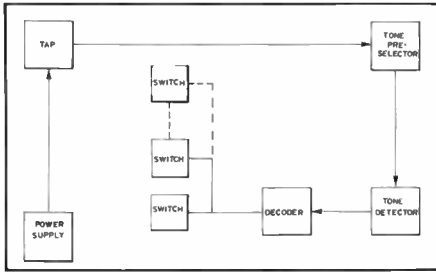 TAP
TONE
PRE-
SELECTOR
SWITCH
SWITCH
SWITCH
DECODER
TONE
DETECTOR
POWER
SUPPLY